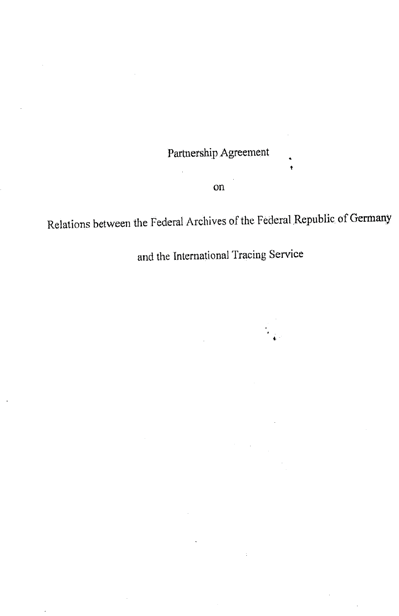 Partnership Agreement
on
Relations between the Federal Archives of the Federal Republic of Germany
and the International Tracing Service